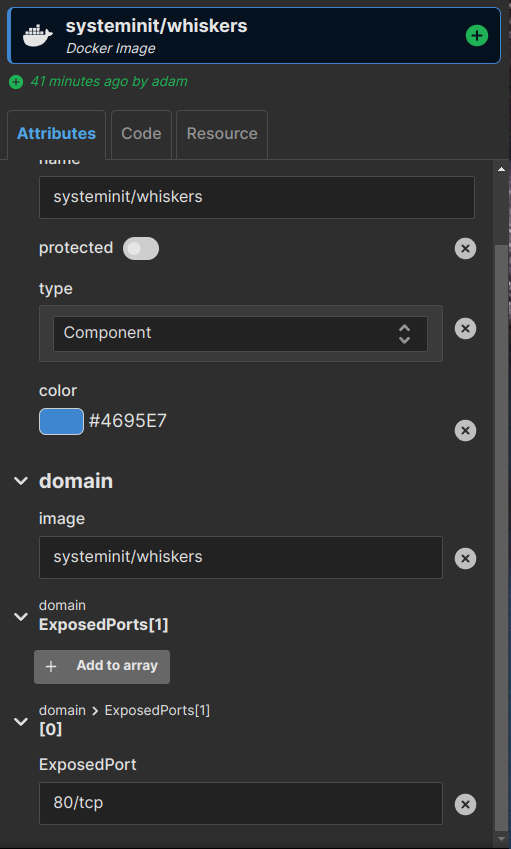 systeminit/whiskers
Docker Image
41 minutes ago by adam
Attributes
Code
Resource
name
systeminit/whiskers
protected
type
Component
color
#4695E7
domain
image
systeminit/whiskers
domain
ExposedPorts[1]
+ Add to array
domain > ExposedPorts[1]
[0]
ExposedPort
80/tcp